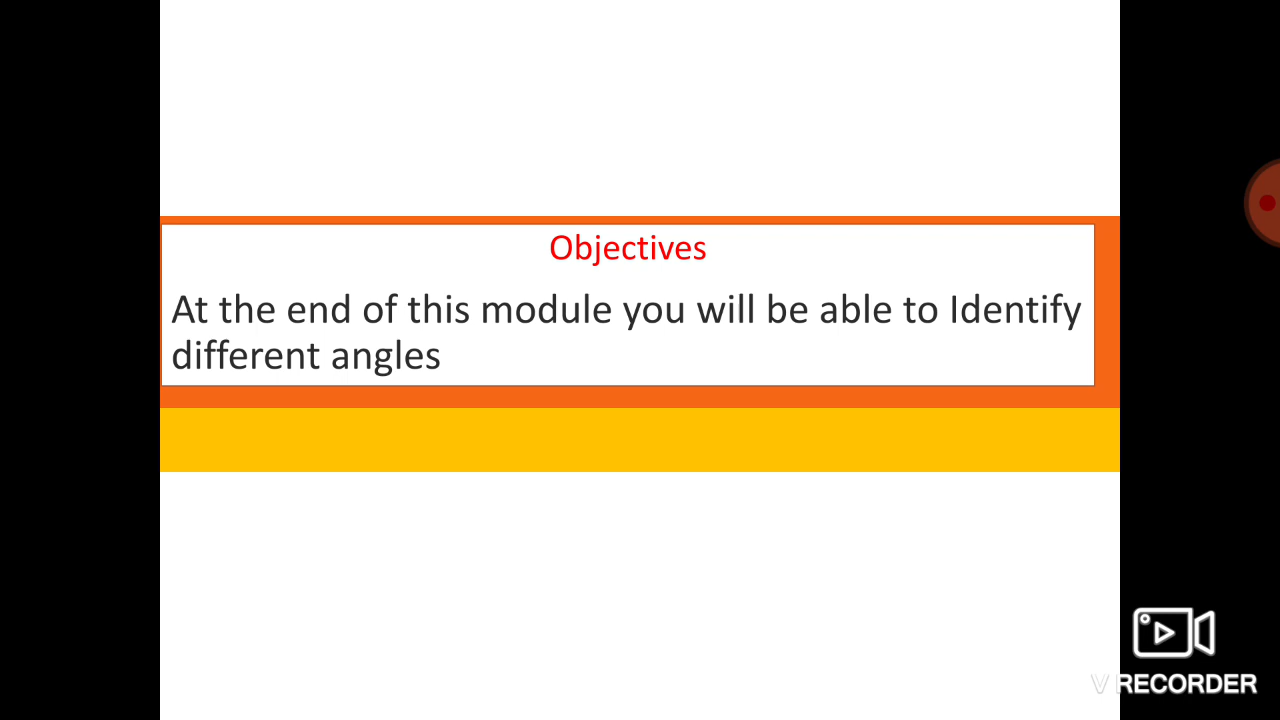 Objectives
At the end of this module you will be able to Identify
different angles
V RECORDER